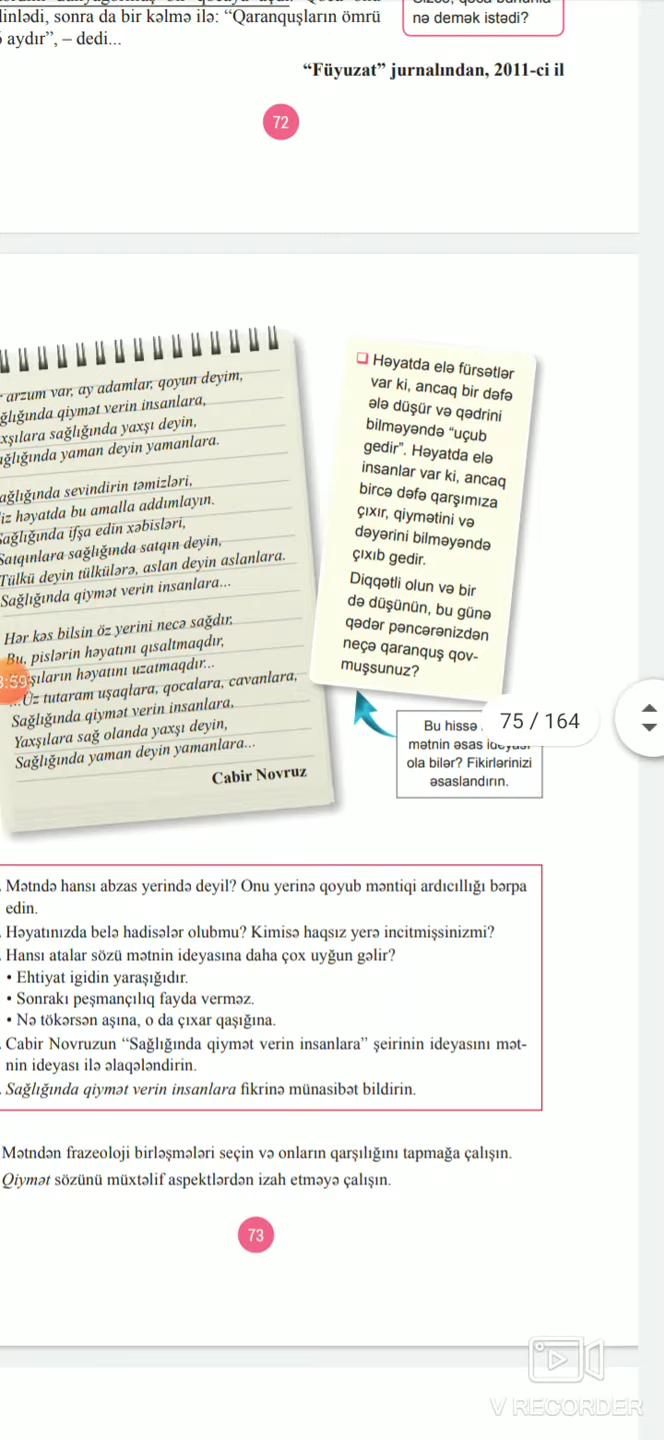 dinlədi, sonra da bir kəlmə ilə: “Qaranquşların ömrü
6 aydır”, – dedi...
nə demək istədi?
“Füyuzat” jurnalından, 2011-ci il
72
arzum var, ay adamlar, qoyun deyim,
ğlığında qiymət verin insanlara,
xşılara sağlığında yaxşı deyin,
ağlığında yaman deyin yamanlara.
ağlığında sevindirin təmizləri,
iz həyatda bu amalla addımlayın.
Sağlığında ifşa edin xəbisləri,
Satqınlara sağlığında satqın deyin,
Tülkü deyin tülkülərə, aslan deyin aslanlara.
Sağlığında qiymət verin insanlara...
Hər kəs bilsin öz yerini necə sağdır,
Bu, pislərin həyatını qısaltmaqdır,
3:59
şıların həyatını uzatmaqdır...
...Üz tutaram uşaqlara, qocalara, cavanlara,
Sağlığında qiymət verin insanlara,
Yaxşılara sağ olanda yaxşı deyin,
Sağlığında yaman deyin yamanlara...
Cabir Novruz
❑ Həyatda elə fürsətlər
var ki, ancaq bir dəfə
ələ düşür və qədrini
bilməyəndə “uçub
gedir”. Həyatda elə
insanlar var ki, ancaq
bircə dəfə qarşımıza
çıxır, qiymətini və
dəyərini bilməyəndə
çıxıb gedir.
Diqqətli olun və bir
də düşünün, bu günə
qədər pəncərənizdən
neçə qaranquş qov-
muşsunuz?
75 / 164
Bu hissə
mətnin əsas ideyası
ola bilər? Fikirlərinizi
əsaslandırın.
. Mətndə hansı abzas yerində deyil? Onu yerinə qoyub məntiqi ardıcıllığı bərpa
edin.
. Həyatınızda belə hadisələr olubmu? Kimisə haqsız yerə incitmişsinizmi?
. Hansı atalar sözü mətnin ideyasına daha çox uyğun gəlir?
• Ehtiyat igidin yaraşığıdır.
• Sonrakı peşmançılıq fayda verməz.
• Nə tökərsən aşına, o da çıxar qaşığına.
. Cabir Novruzun “Sağlığında qiymət verin insanlara” şeirinin ideyasını mət-
nin ideyası ilə əlaqələndirin.
. Sağlığında qiymət verin insanlara fikrinə münasibət bildirin.
Mətndən frazeoloji birləşmələri seçin və onların qarşılığını tapmağa çalışın.
Qiymət sözünü müxtəlif aspektlərdən izah etməyə çalışın.
73
V RECORDER